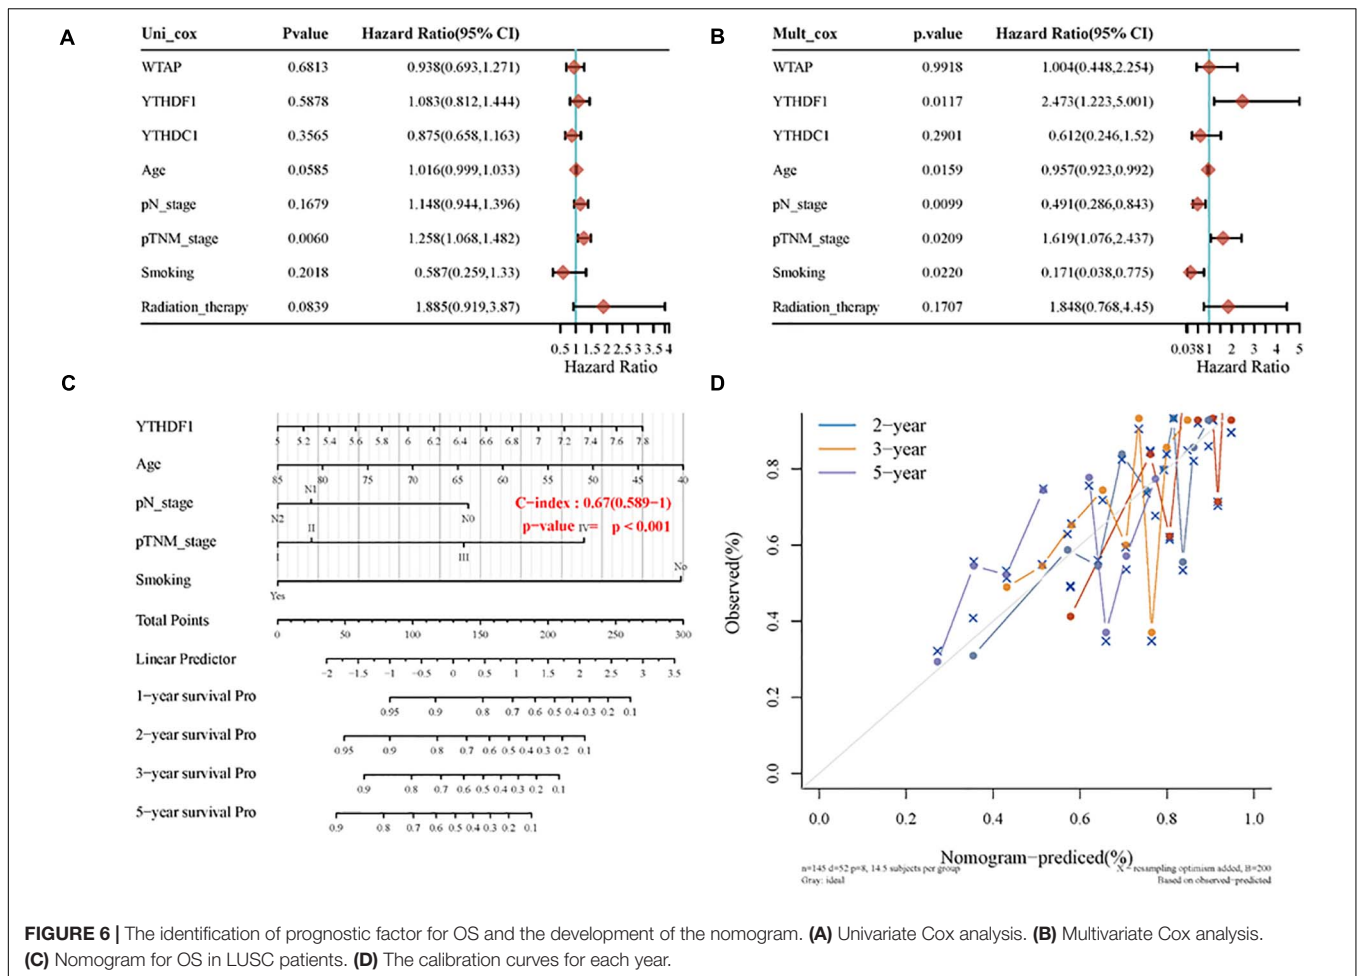 A
Uni_cox Pvalue Hazard Ratio(95% CI)
WTAP 0.6813 0.938(0.693,1.271)
YTHDF1 0.5878 1.083(0.812,1.444)
YTHDC1 0.3565 0.875(0.658,1.163)
Age 0.0585 1.016(0.999,1.033)
pN_stage 0.1679 1.148(0.944,1.396)
pTNM_stage 0.0060 1.258(1.068,1.482)
Smoking 0.2018 0.587(0.259,1.33)
Radiation_therapy 0.0839 1.885(0.919,3.87)
0.5 1 1.5 2 2.5 3 3.5 4
Hazard Ratio
B
Mult_cox p.value Hazard Ratio(95% CI)
WTAP 0.9918 1.004(0.448,2.254)
YTHDF1 0.0117 2.473(1.223,5.001)
YTHDC1 0.2901 0.612(0.246,1.52)
Age 0.0159 0.957(0.923,0.992)
pN_stage 0.0099 0.491(0.286,0.843)
pTNM_stage 0.0209 1.619(1.076,2.437)
Smoking 0.0220 0.171(0.038,0.775)
Radiation_therapy 0.1707 1.848(0.768,4.45)
0.038 1 2 3 4 5
Hazard Ratio
C
YTHDF1
5 5.2 5.4 5.6 5.8 6 6.2 6.4 6.6 6.8 7 7.2 7.4 7.6 7.8
Age
85 80 75 70 65 60 55 50 45 40
N1
pN_stage
C-index : 0.67(0.589-1)
N2 N0
II
p-value = p < 0.001
IV
pTNM_stage
I III
No
Smoking
Yes
Total Points
0 50 100 150 200 250 300
Linear Predictor
-2 -1.5 -1 -0.5 0 0.5 1 1.5 2 2.5 3 3.5
1-year survival Pro
0.95 0.9 0.8 0.7 0.6 0.5 0.4 0.3 0.2 0.1
2-year survival Pro
0.95 0.9 0.8 0.7 0.6 0.5 0.4 0.3 0.2 0.1
3-year survival Pro
0.9 0.8 0.7 0.6 0.5 0.4 0.3 0.2 0.1
5-year survival Pro
0.9 0.8 0.7 0.6 0.5 0.4 0.3 0.2 0.1
D
2-year
3-year
5-year
Observed(%)
0.8
0.6
0.4
0.2
0.0
0.0 0.2 0.4 0.6 0.8 1.0
Nomogram-prediced(%)
n=145 d=52 p=8, 14.5 subjects per group
Gray: ideal
X - resampling optimism added, B=200
Based on observed-predicted
FIGURE 6 | The identification of prognostic factor for OS and the development of the nomogram. (A) Univariate Cox analysis. (B) Multivariate Cox analysis.
(C) Nomogram for OS in LUSC patients. (D) The calibration curves for each year.